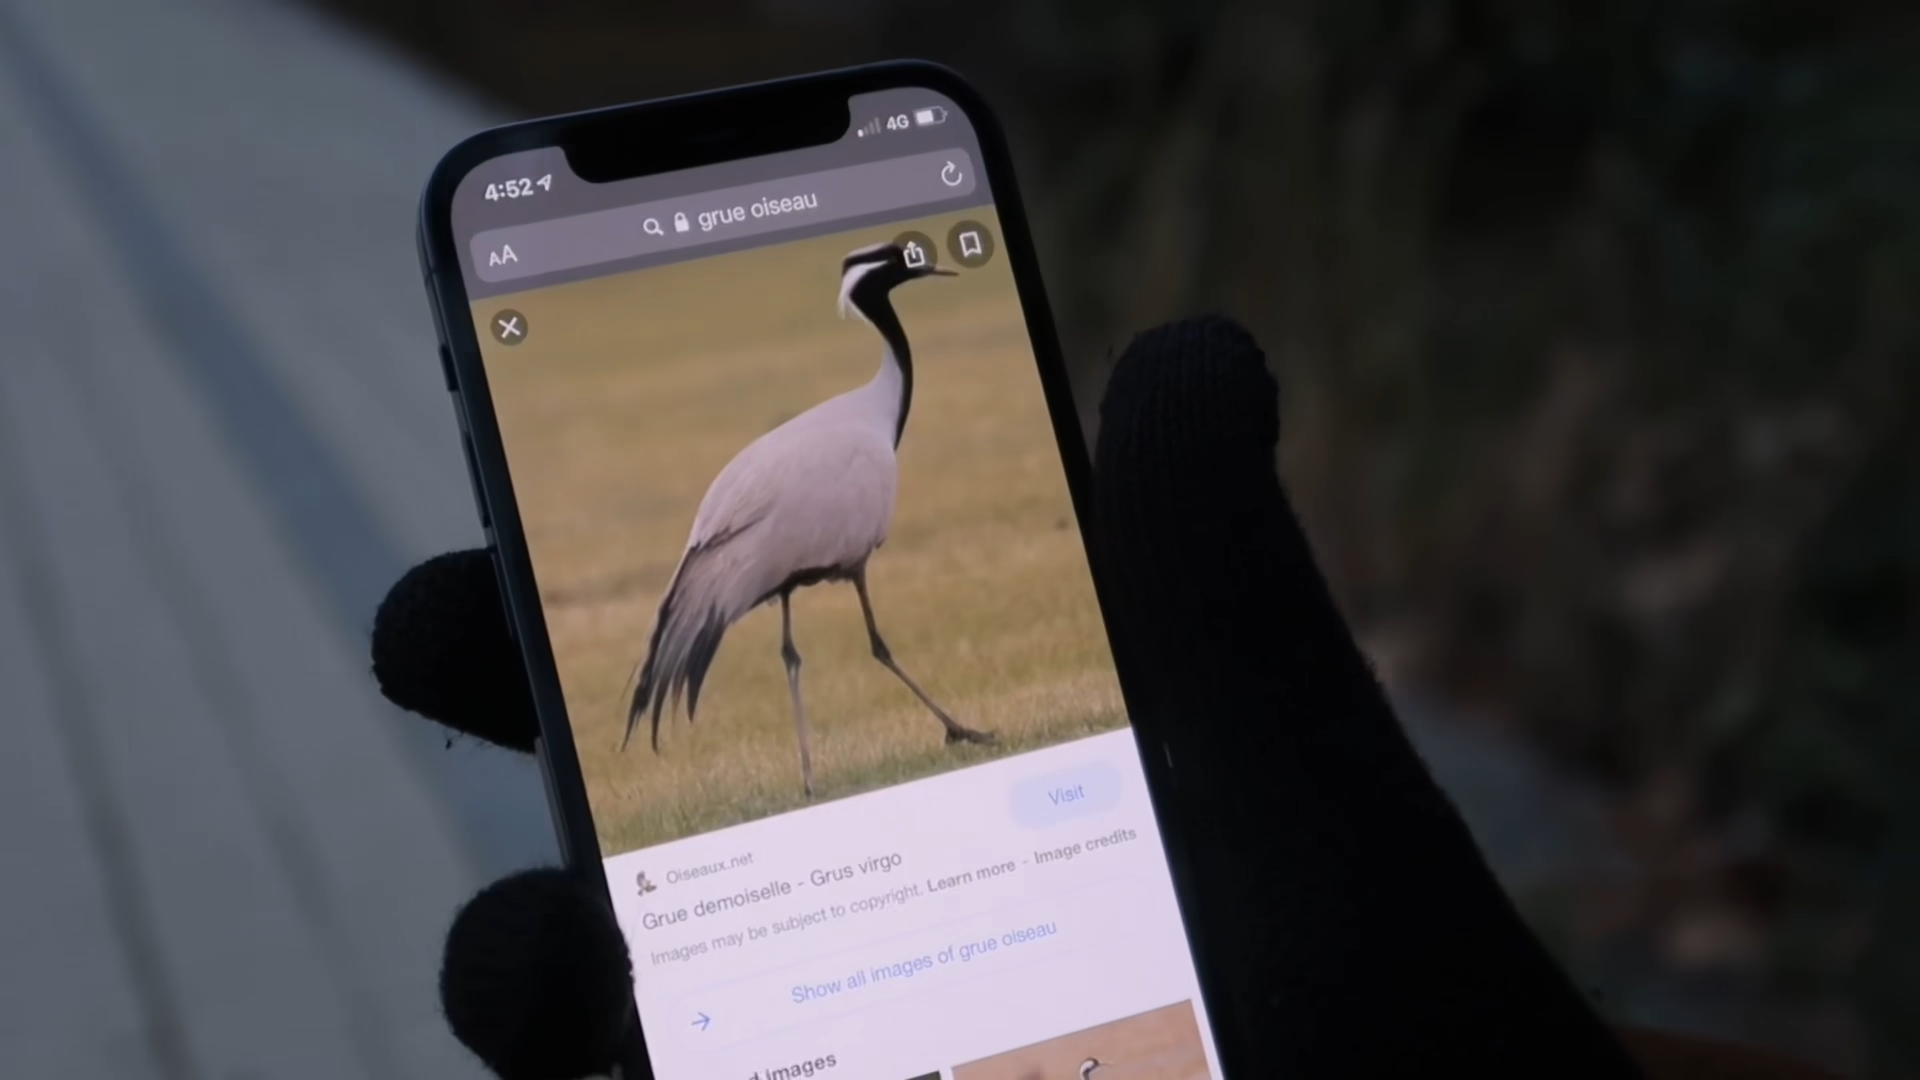 4:52
4G
AA
grue oiseau
Visit
Oiseaux.net
Grue demoiselle - Grus virgo
Images may be subject to copyright. Learn more - Image credits
Show all images of grue oiseau
images